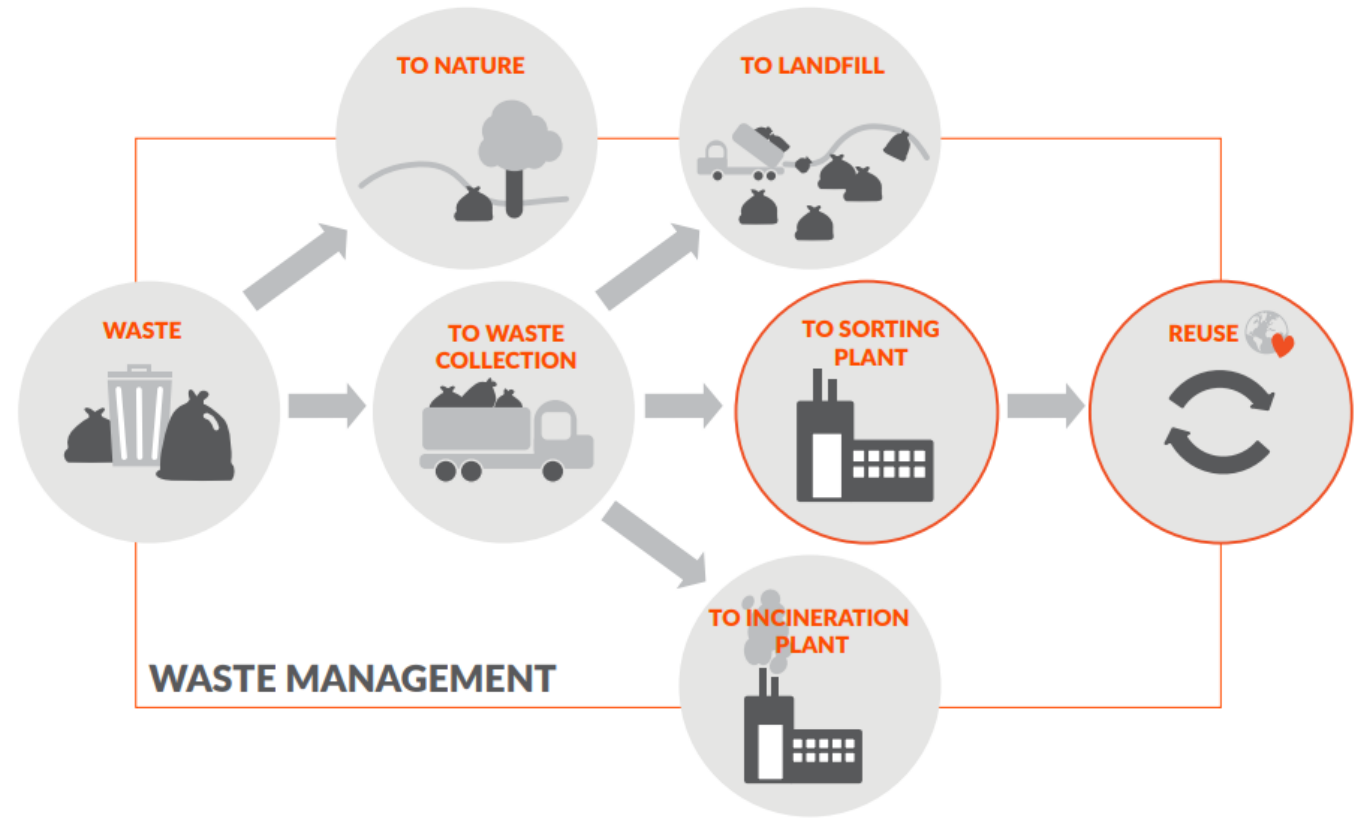 TO NATURE
TO LANDFILL
WASTE
TO WASTE
COLLECTION
TO SORTING
PLANT
REUSE
TO INCINERATION
PLANT
WASTE MANAGEMENT